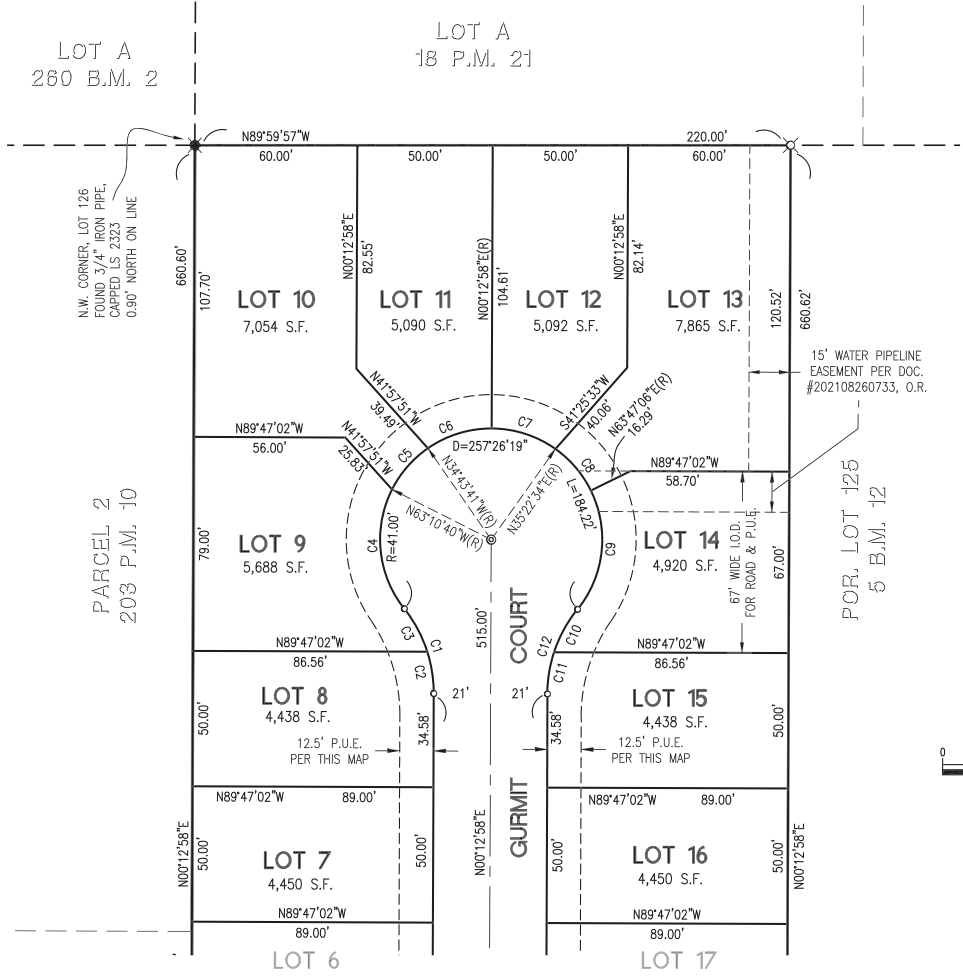 LOT A
260 B.M. 2
LOT A
18 P.M. 21
N89°59'57"W
220.00'
60.00'
50.00'
50.00'
60.00'
N.W. CORNER, LOT 126
FOUND 3/4" IRON PIPE,
CAPPED LS 2323
0.90' NORTH ON LINE
660.60'
107.70'
N00°12'58"E
82.55'
N00°12'58"E(R)
104.61'
N00°12'58"E
82.14'
120.52'
660.62'
LOT 10
7,054 S.F.
LOT 11
5,090 S.F.
LOT 12
5,092 S.F.
LOT 13
7,865 S.F.
15' WATER PIPELINE
EASEMENT PER DOC.
#202108260733, O.R.
N41°57'51"W
39.49'
C6
C7
S41°25'33"W
40.06'
N63°47'06"E(R)
16.29'
D=257°26'19"
N89°47'02"W
56.00'
N41°57'51"W
25.83'
C5
C8
N89°47'02"W
58.70'
N34°43'41"W(R)
N35°22'34"E(R)
L=184.22'
N63°10'40"W(R)
R=41.00'
PARCEL 2
203 P.M. 10
79.00'
LOT 9
5,688 S.F.
C4
C9
LOT 14
4,920 S.F.
67' WIDE I.O.D.
FOR ROAD & P.U.E.
67.00'
POR. LOT 125
5 B.M. 12
515.00'
GURMIT COURT
C3
C1
C2
C10
C12
C11
N89°47'02"W
86.56'
N89°47'02"W
86.56'
LOT 8
4,438 S.F.
50.00'
21'
21'
LOT 15
4,438 S.F.
50.00'
34.58'
34.58'
12.5' P.U.E.
PER THIS MAP
12.5' P.U.E.
PER THIS MAP
0
N89°47'02"W
89.00'
N89°47'02"W
89.00'
N00°12'58"E
50.00'
LOT 7
4,450 S.F.
50.00'
N00°12'58"E
50.00'
LOT 16
4,450 S.F.
50.00'
N00°12'58"E
N89°47'02"W
89.00'
N89°47'02"W
89.00'
LOT 6
LOT 17